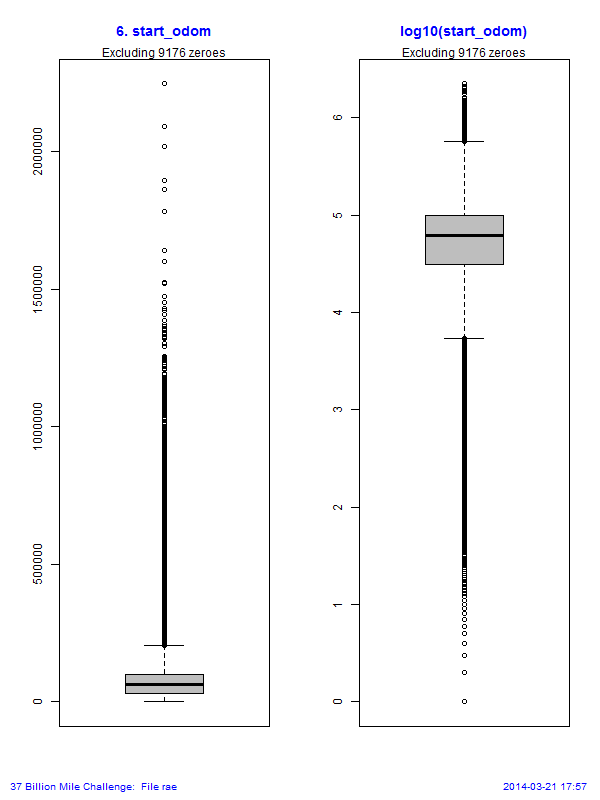 6. start_odom
Excluding 9176 zeroes
2000000
1500000
1000000
500000
0
log10(start_odom)
Excluding 9176 zeroes
6
5
4
3
2
1
0
37 Billion Mile Challenge: File rae
2014-03-21 17:57